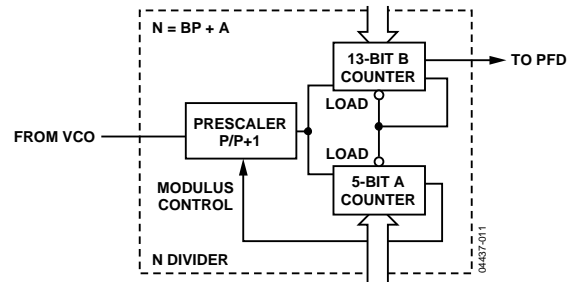 N = BP + A
13-BIT B
COUNTER
TO PFD
LOAD
PRESCALER
P/P+1
FROM VCO
LOAD
MODULUS
CONTROL
5-BIT A
COUNTER
N DIVIDER
04437-011